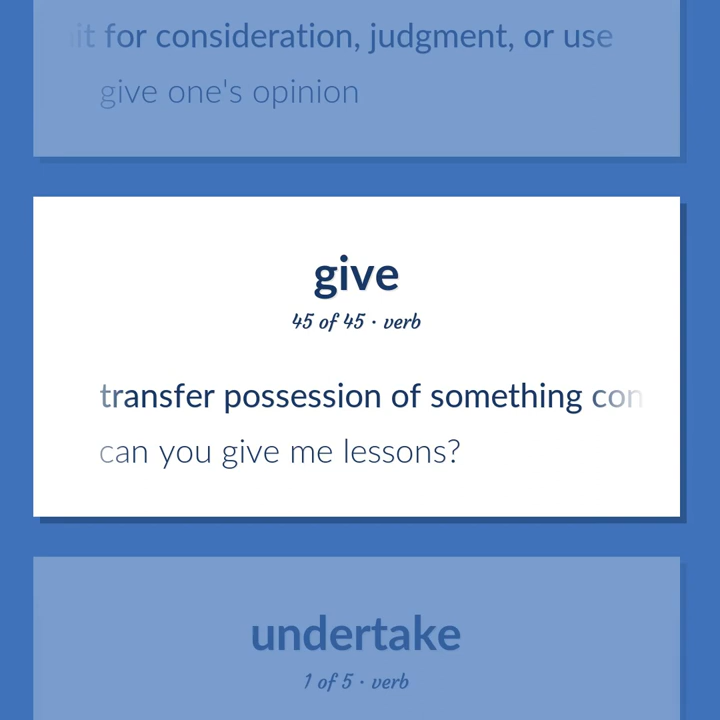 for consideration, judgment, or use
give one's opinion
give
45 of 45 · verb
transfer possession of something con
can you give me lessons?
undertake
1 of 5 · verb